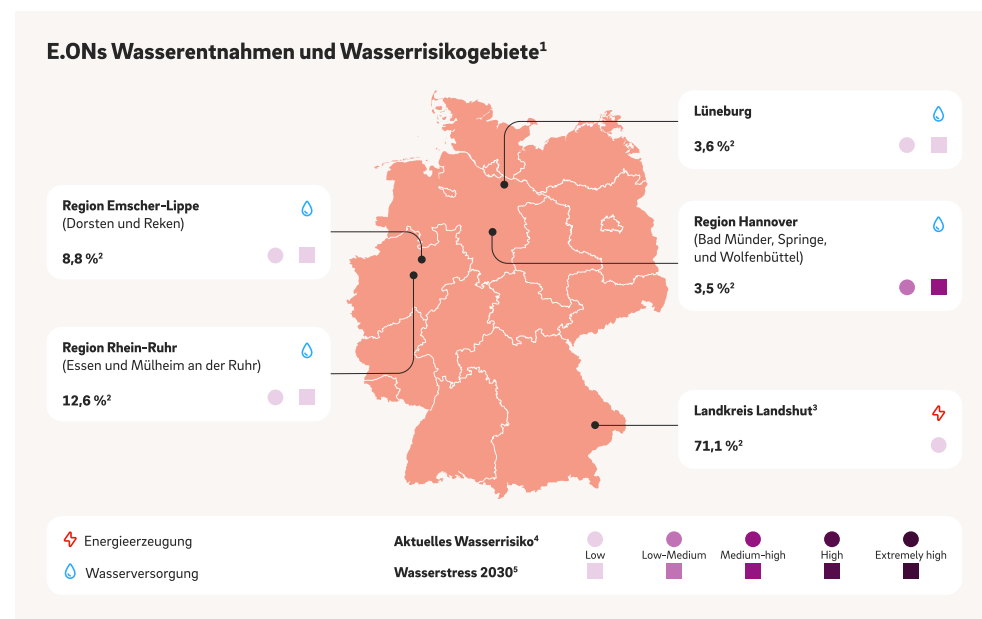 E.ONs Wasserentnahmen und Wasserrisikogebiete¹
Lüneburg
3,6 %²
Region Emscher-Lippe
(Dorsten und Reken)
8,8 %²
Region Hannover
(Bad Münder, Springe,
und Wolfenbüttel)
3,5 %²
Region Rhein-Ruhr
(Essen und Mülheim an der Ruhr)
12,6 %²
Landkreis Landshut³
71,1 %²
Energieerzeugung
Wasserversorgung
Aktuelles Wasserrisiko⁴
Low
Low-Medium
Medium-high
High
Extremely high
Wasserstress 2030⁵